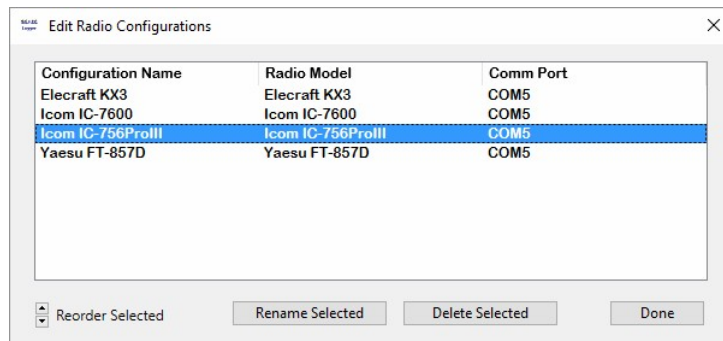 Edit Radio Configurations
Configuration Name Radio Model Comm Port
Elecraft KX3 Elecraft KX3 COM5
Icom IC-7600 Icom IC-7600 COM5
Icom IC-756ProIII Icom IC-756ProIII COM5
Yaesu FT-857D Yaesu FT-857D COM5
Reorder Selected Rename Selected Delete Selected Done